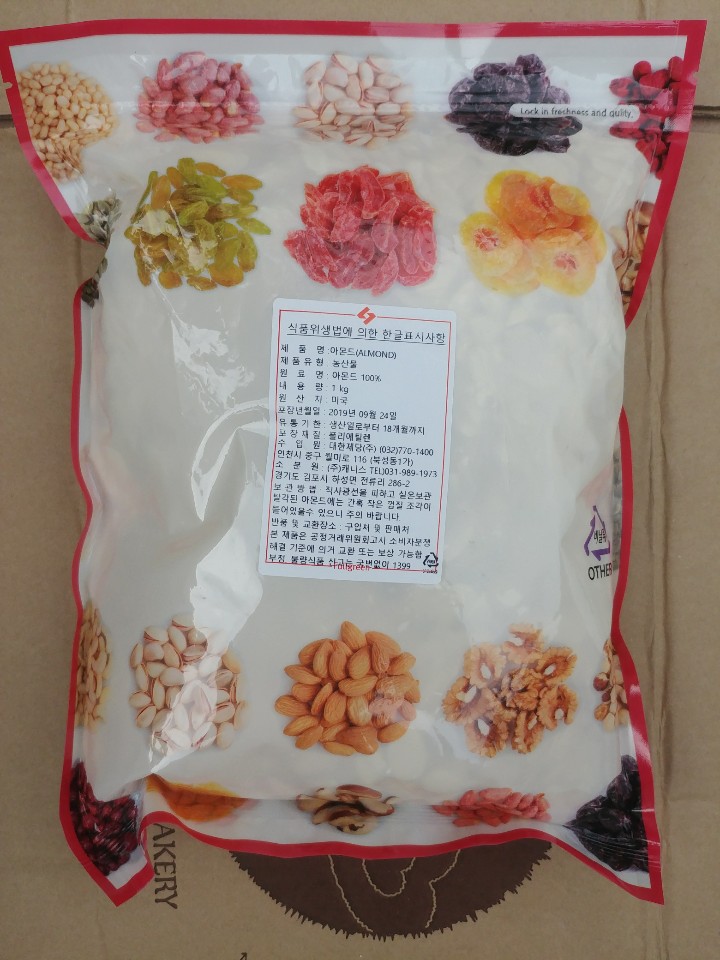 Lock in freshness and qulity.
식품위생법에 의한 한글표시사항
제 품 명 :아몬드(ALMOND)
제품유형 : 농산물
원 료 명 : 아몬드 100%
내 용 량 : 1 kg
원 산 지 : 미국
포장년월일 : 2019년 09월 24일
유통기한 : 생산일로부터 18개월까지
포장재질 : 폴리에틸렌
수 입 원 : 대한제당(주) (032)770-1400
인천시 중구 월미로 116 (북성동1가)
소 분 원 : (주)캐니스 TEL)031-989-1973
경기도 김포시 하성면 전류리 286-2
보관방법 : 직사광선을 피하고 실온보관
탈각된 아몬드에는 간혹 작은 껍질 조각이
들어있을수 있으니 주의 바랍니다.
반품 및 교환장소 : 구입처 및 판매처
본 제품은 공정거래위원회고시 소비자분쟁
해결 기준에 의거 교환 또는 보상 가능함
부정, 불량식품 신고는 국번없이 1399
비닐류
OTHER
AKERY